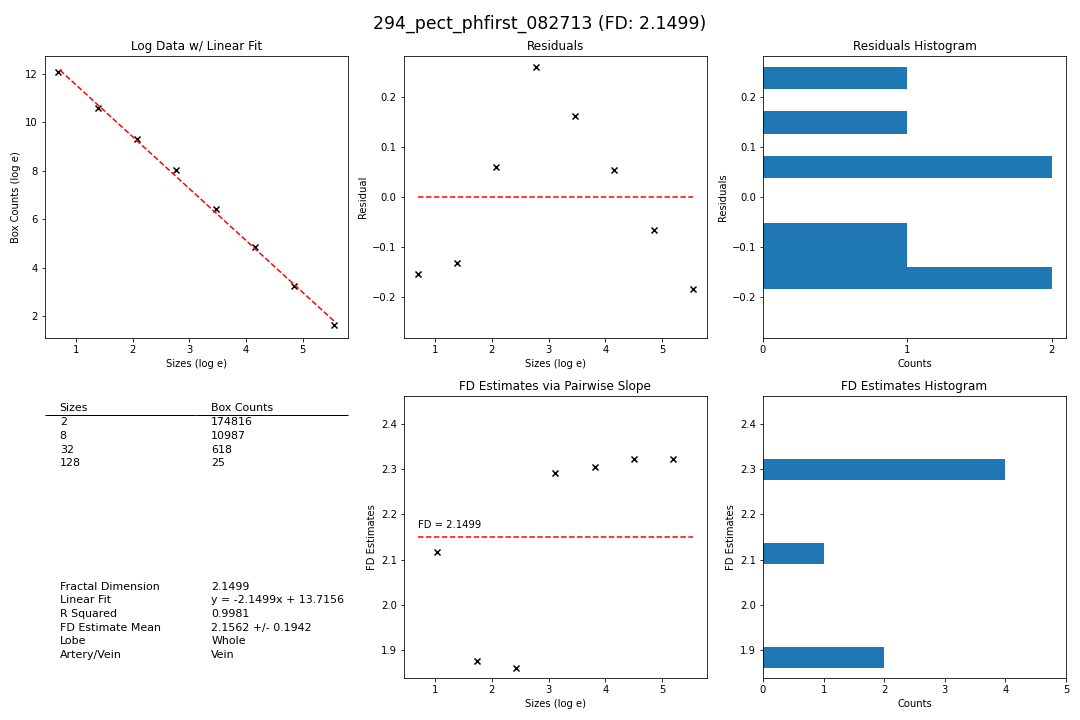 294_pect_phfirst_082713 (FD: 2.1499)
Log Data w/ Linear Fit
Box Counts (log e)
12
10
8
6
4
2
1 2 3 4 5
Sizes (log e)
Residuals
Residual
0.2
0.1
0.0
−0.1
−0.2
1 2 3 4 5
Sizes (log e)
Residuals Histogram
Residuals
0.2
0.1
0.0
−0.1
−0.2
0 1 2
Counts
Sizes Box Counts
2 174816
8 10987
32 618
128 25
Fractal Dimension 2.1499
Linear Fit y = -2.1499x + 13.7156
R Squared 0.9981
FD Estimate Mean 2.1562 +/- 0.1942
Lobe Whole
Artery/Vein Vein
FD Estimates via Pairwise Slope
FD Estimates
2.4
2.3
2.2
2.1
2.0
1.9
FD = 2.1499
1 2 3 4 5
Sizes (log e)
FD Estimates Histogram
FD Estimates
2.4
2.3
2.2
2.1
2.0
1.9
0 1 2 3 4 5
Counts